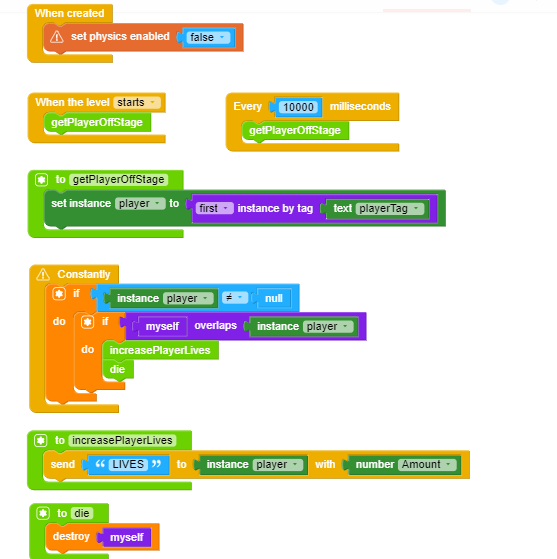 When created
set physics enabled false
When the level starts
getPlayerOffStage
Every 10000 milliseconds
getPlayerOffStage
to getPlayerOffStage
set instance player to first instance by tag text playerTag
Constantly
if instance player ≠ null
do if myself overlaps instance player
do increasePlayerLives
die
to increasePlayerLives
send “ LIVES ” to instance player with number Amount
to die
destroy myself